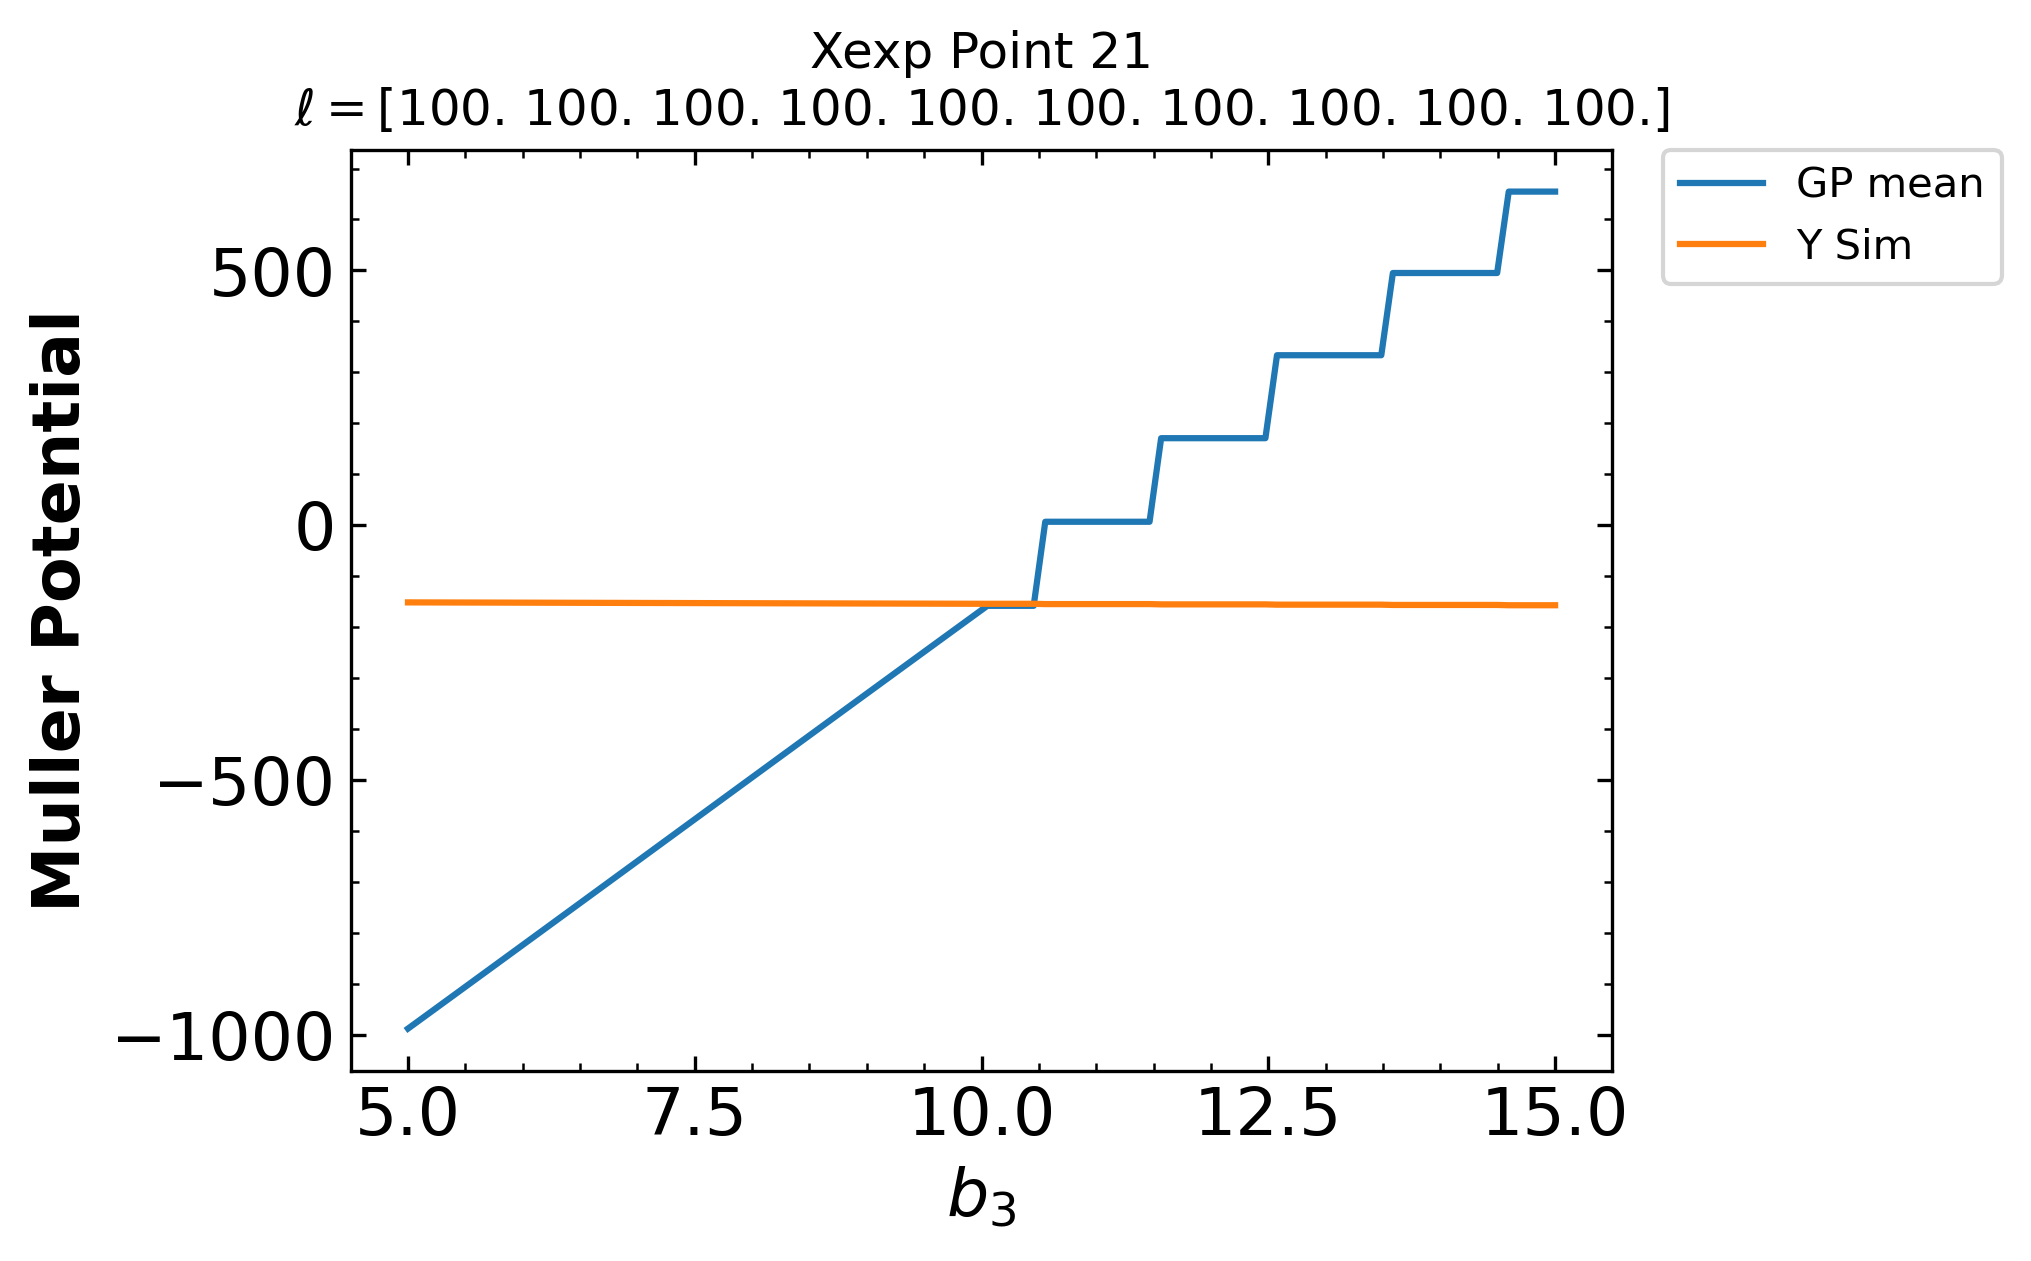 Xexp Point 21
ℓ = [100. 100. 100. 100. 100. 100. 100. 100. 100. 100.]
GP mean
Y Sim
Muller Potential
500
0
−500
−1000
5.0 7.5 10.0 12.5 15.0
b₃